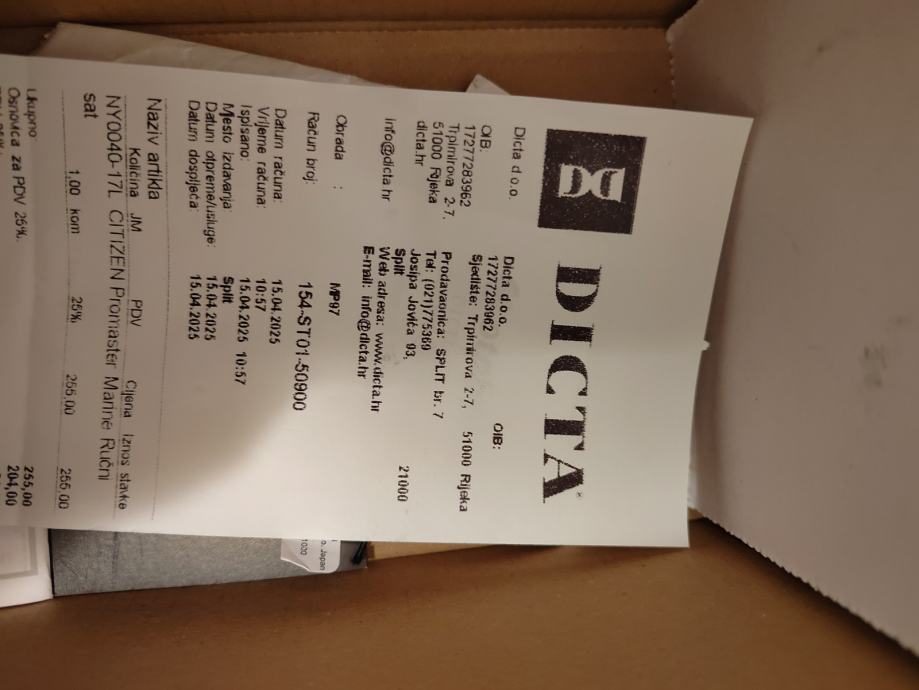 DICTA
Dicta d.o.o.
OIB:
17277283962
Trpimirova 2-7,
51000 Rijeka
dicta.hr
info@dicta.hr
Dicta d.o.o. OIB:
17277283962
Sjedište: Trpimirova 2-7, 51000 Rijeka
Prodavaonica: SPLIT br. 7
Tel: (021)775369
Josipa Jovića 93, 21000
Split
Web adresa: www.dicta.hr
E-mail: info@dicta.hr
Obrada : MP97
Račun broj: 154-ST01-50900
Datum računa: 15.04.2025
Vrijeme računa: 10:57
Ispisano: 15.04.2025 10:57
Mjesto izdavanja: Split
Datum otpreme/usluge: 15.04.2025
Datum dospijeća: 15.04.2025
Naziv artikla
Količina JM PDV Cijena Iznos stavke
NY0040-17L CITIZEN Promaster Marine Ručni
sat
1,00 kom 25% 255,00 255,00
Ukupno 255,00
Osnovica za PDV 25%: 204,00
Japan